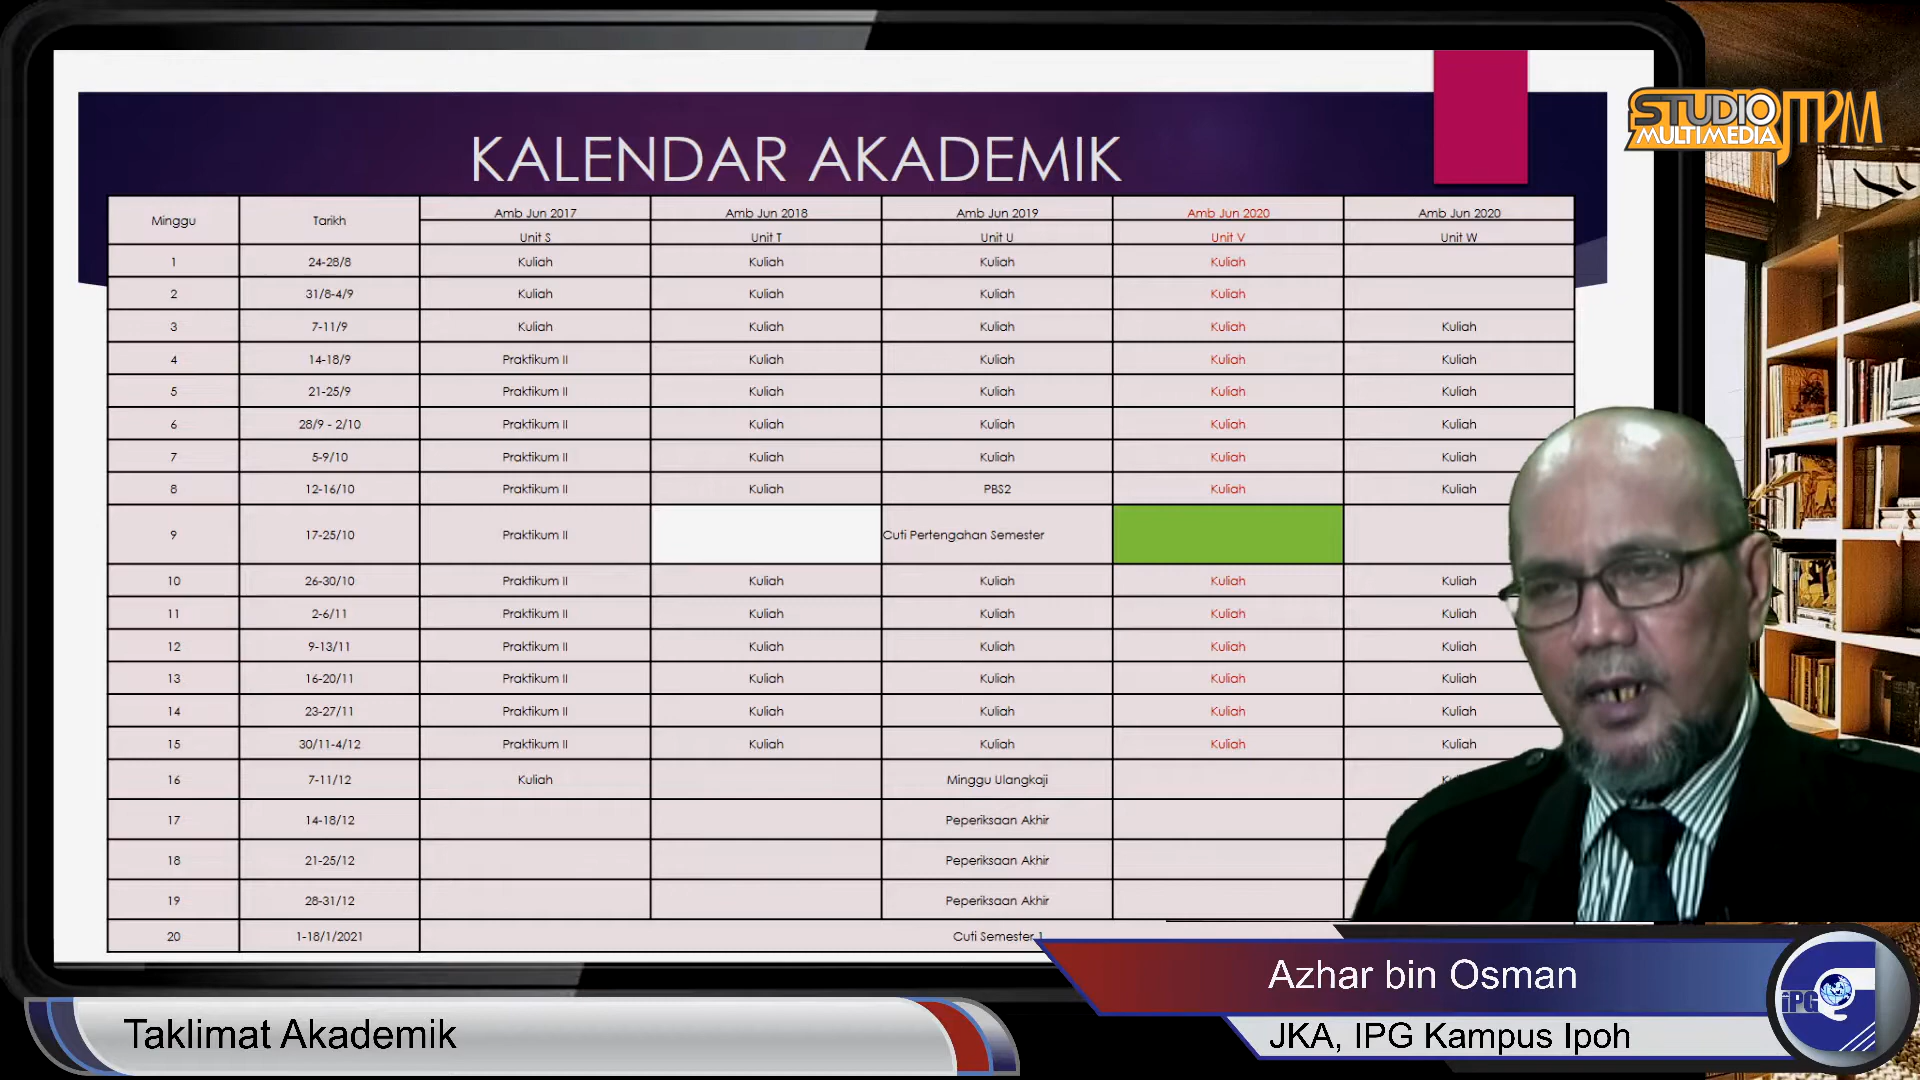 KALENDAR AKADEMIK
STUDIO MULTIMEDIA JTPM
Minggu Tarikh Amb Jun 2017 Amb Jun 2018 Amb Jun 2019 Amb Jun 2020 Amb Jun 2020
Unit S Unit T Unit U Unit V Unit W
1 24-28/8 Kuliah Kuliah Kuliah Kuliah
2 31/8-4/9 Kuliah Kuliah Kuliah Kuliah
3 7-11/9 Kuliah Kuliah Kuliah Kuliah Kuliah
4 14-18/9 Praktikum II Kuliah Kuliah Kuliah Kuliah
5 21-25/9 Praktikum II Kuliah Kuliah Kuliah Kuliah
6 28/9 - 2/10 Praktikum II Kuliah Kuliah Kuliah Kuliah
7 5-9/10 Praktikum II Kuliah Kuliah Kuliah Kuliah
8 12-16/10 Praktikum II Kuliah PBS2 Kuliah Kuliah
9 17-25/10 Praktikum II Cuti Pertengahan Semester
10 26-30/10 Praktikum II Kuliah Kuliah Kuliah Kuliah
11 2-6/11 Praktikum II Kuliah Kuliah Kuliah Kuliah
12 9-13/11 Praktikum II Kuliah Kuliah Kuliah Kuliah
13 16-20/11 Praktikum II Kuliah Kuliah Kuliah Kuliah
14 23-27/11 Praktikum II Kuliah Kuliah Kuliah Kuliah
15 30/11-4/12 Praktikum II Kuliah Kuliah Kuliah Kuliah
16 7-11/12 Kuliah Minggu Ulangkaji
17 14-18/12 Peperiksaan Akhir
18 21-25/12 Peperiksaan Akhir
19 28-31/12 Peperiksaan Akhir
20 1-18/1/2021 Cuti Semester 1
Azhar bin Osman
JKA, IPG Kampus Ipoh
iPG
Taklimat Akademik